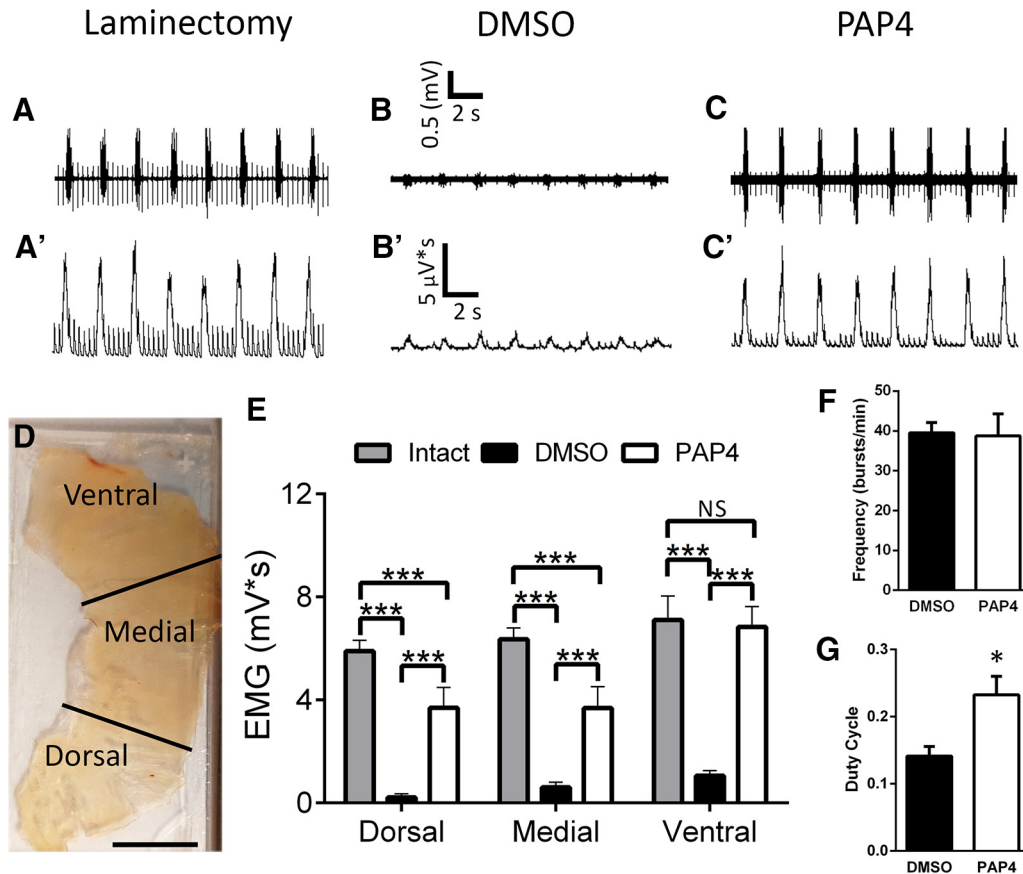 Laminectomy
DMSO
PAP4
A
B
0.5 (mV)
2 s
C
A'
B'
5 µV*s
2 s
C'
D
Ventral
Medial
Dorsal
E
Intact
DMSO
PAP4
EMG (mV*s)
12
8
4
0
***
***
***
***
***
***
NS
***
***
Dorsal
Medial
Ventral
F
Frequency (bursts/min)
50
40
30
20
10
0
DMSO
PAP4
G
Duty Cycle
0.3
0.2
0.1
0.0
*
DMSO
PAP4